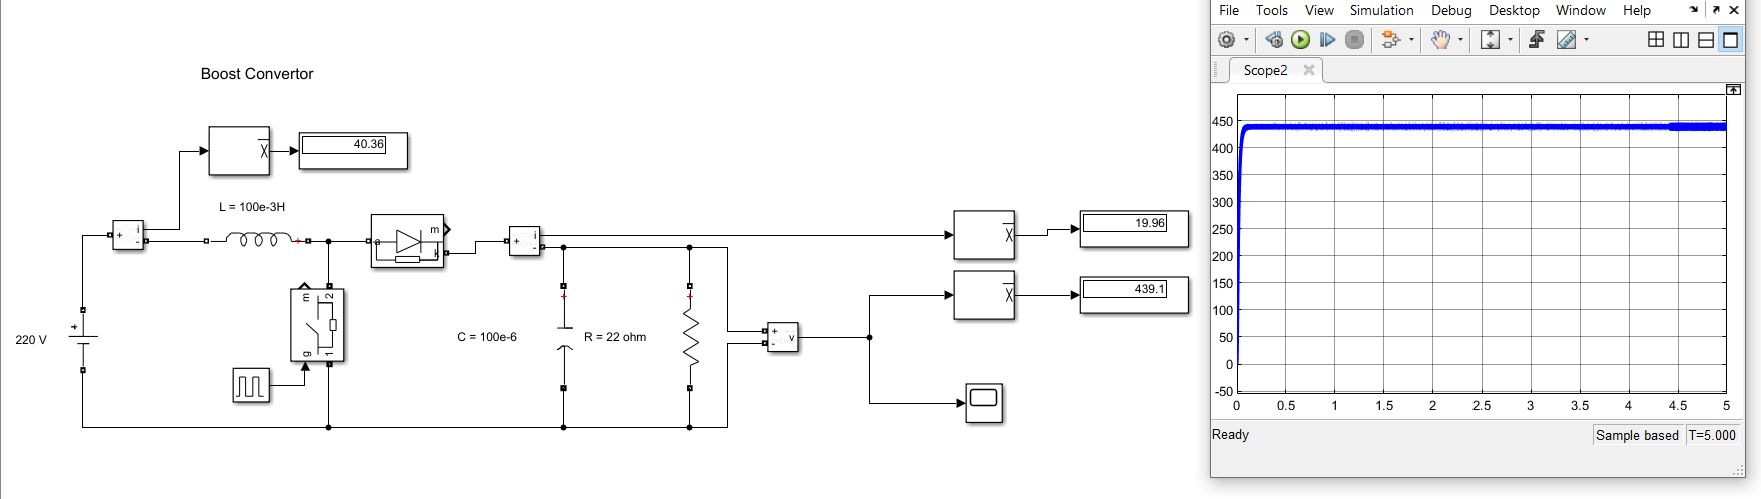 Boost Convertor
40.36
L = 100e-3H
i
+
-
x
a
m
k
i
+
-
x
19.96
x
439.1
m
2
g
1
220 V
+
C = 100e-6
R = 22 ohm
+
-
v
File Tools View Simulation Debug Desktop Window Help
Scope2
450
400
350
300
250
200
150
100
50
0
-50
0 0.5 1 1.5 2 2.5 3 3.5 4 4.5 5
Ready
Sample based T=5.000